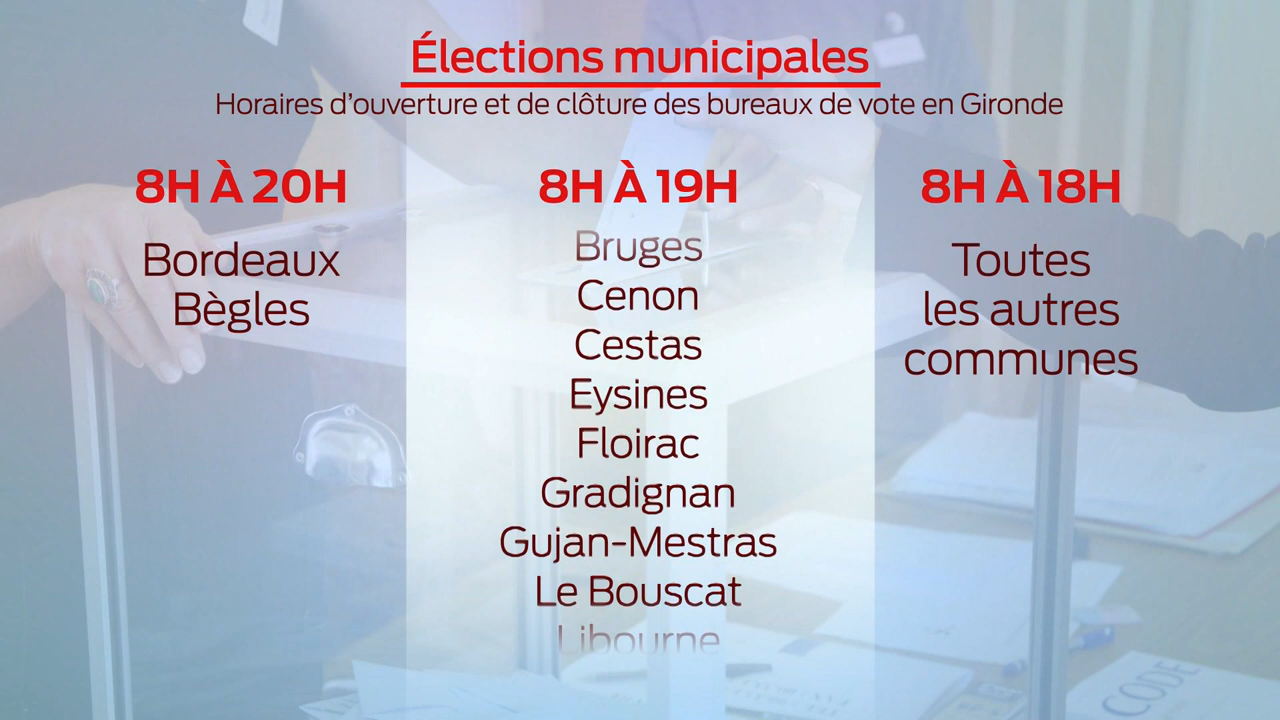 Élections municipales
Horaires d'ouverture et de clôture des bureaux de vote en Gironde
8H À 20H
Bordeaux
Bègles
8H À 19H
Bruges
Cenon
Cestas
Eysines
Floirac
Gradignan
Gujan-Mestras
Le Bouscat
Libourne
8H À 18H
Toutes
les autres
communes
CODE